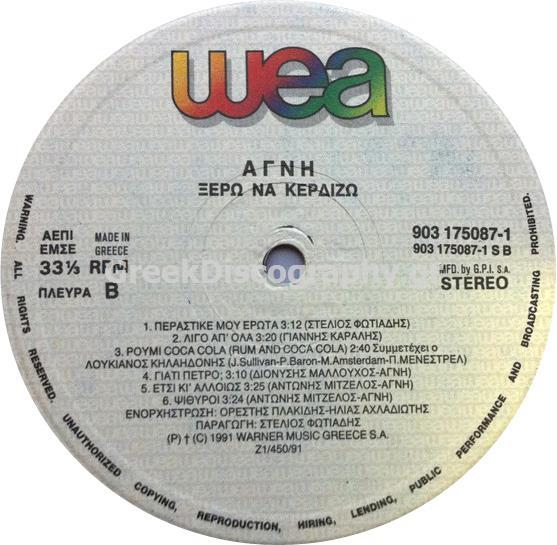 wea
ΑΓΝΗ
ΞΕΡΩ ΝΑ ΚΕΡΔΙΖΩ
ΑΕΠΙ
ΕΜΣΕ
MADE IN
GREECE
33⅓ RPM
ΠΛΕΥΡΑ B
903 175087-1
903 175087-1 S B
MFD. by G.P.I. S.A.
STEREO
greekdiscography.gr
1. ΠΕΡΑΣΤΙΚΕ ΜΟΥ ΕΡΩΤΑ 3:12 (ΣΤΕΛΙΟΣ ΦΩΤΙΑΔΗΣ)
2. ΛΙΓΟ ΑΠ' ΟΛΑ 3:20 (ΓΙΑΝΝΗΣ ΚΑΡΑΛΗΣ)
3. ΡΟΥΜΙ COCA COLA (RUM AND COCA COLA) 2:40 Συμμετέχει ο
ΛΟΥΚΙΑΝΟΣ ΚΗΛΑΗΔΟΝΗΣ. (J.Sullivan-P.Baron-M.Amsterdam-Π.ΜΕΝΕΣΤΡΕΛ)
4. ΓΙΑΤΙ ΠΕΤΡΟ; 3:10 (ΔΙΟΝΥΣΗΣ ΜΑΛΛΟΥΧΟΣ-ΑΓΝΗ)
5. ΕΤΣΙ ΚΙ' ΑΛΛΟΙΩΣ 3:25 (ΑΝΤΩΝΗΣ ΜΙΤΖΕΛΟΣ-ΑΓΝΗ)
6. ΨΙΘΥΡΟΙ 3:24 (ΑΝΤΩΝΗΣ ΜΙΤΖΕΛΟΣ-ΑΓΝΗ)
ΕΝΟΡΧΗΣΤΡΩΣΗ: ΟΡΕΣΤΗΣ ΠΛΑΚΙΔΗΣ-ΗΛΙΑΣ ΑΧΛΑΔΙΩΤΗΣ
ΠΑΡΑΓΩΓΗ: ΣΤΕΛΙΟΣ ΦΩΤΙΑΔΗΣ
(P) † (C) 1991 WARNER MUSIC GREECE S.A.
Z1/450/91
WARNING. ALL RIGHTS RESERVED. UNAUTHORIZED COPYING, REPRODUCTION, HIRING, LENDING, PUBLIC PERFORMANCE AND BROADCASTING PROHIBITED.